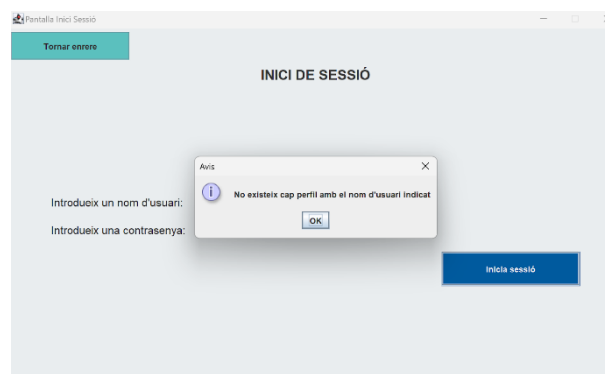 Pantalla Inici Sessió
Tornar enrere
INICI DE SESSIÓ
Avis
No existeix cap perfil amb el nom d'usuari indicat
OK
Introdueix un nom d'usuari:
Introdueix una contrasenya:
Inicia sessió